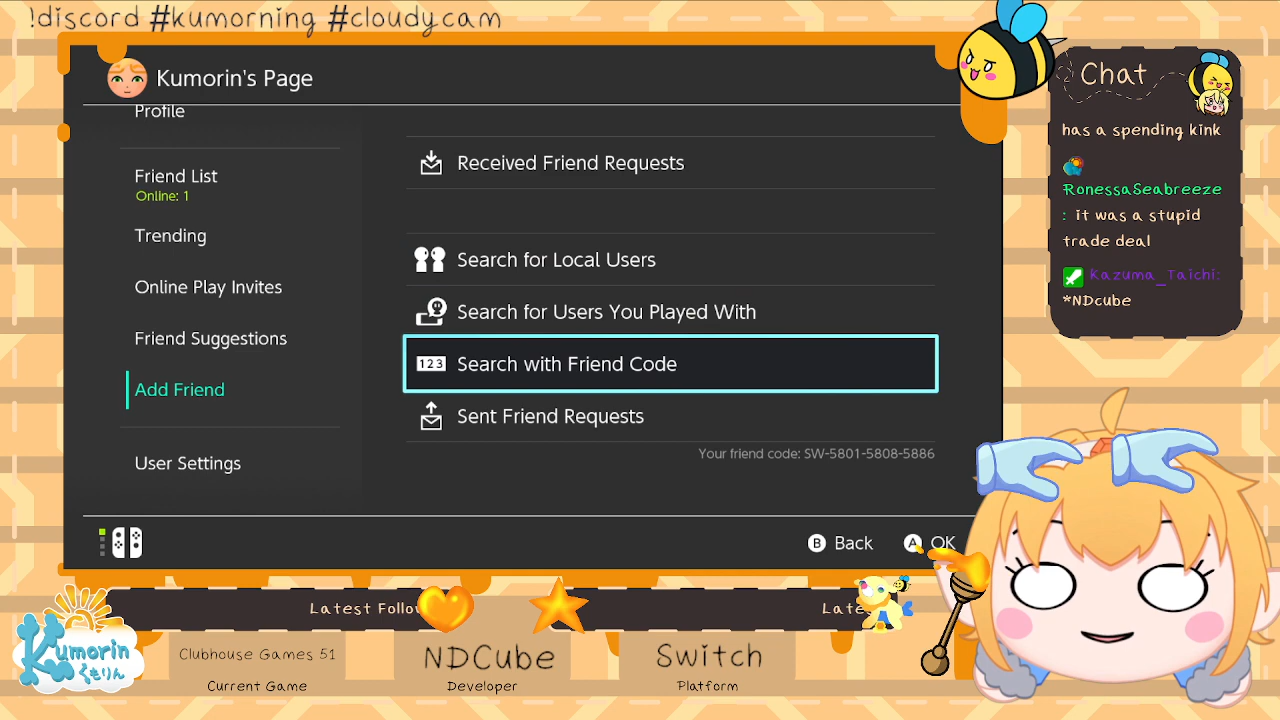 !discord #kumorning #cloudy.cam
Kumorin's Page
Profile
Friend List
Online: 1
Trending
Online Play Invites
Friend Suggestions
Add Friend
User Settings
Received Friend Requests
Search for Local Users
Search for Users You Played With
123 Search with Friend Code
Sent Friend Requests
Your friend code: SW-5801-5808-5886
B Back
A OK
Chat
has a spending kink
RonessaSeabreeze
: it was a stupid
trade deal
Kazuma_Taichi:
*NDcube
Latest Follo
Late
Kumorin
くもりん
Clubhouse Games 51
Current Game
NDCube
Developer
Switch
Platform